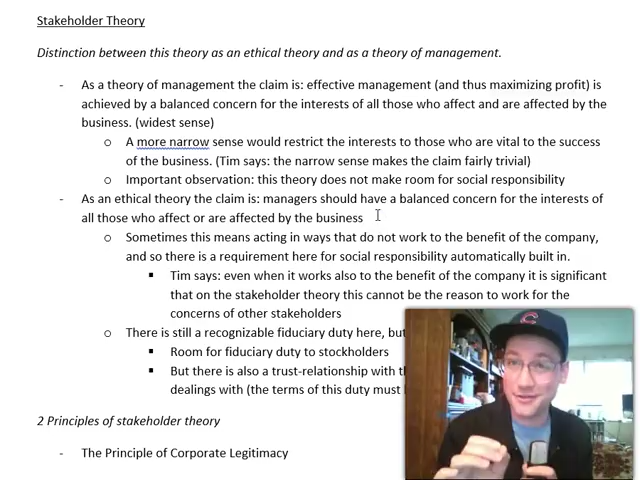 Stakeholder Theory
Distinction between this theory as an ethical theory and as a theory of management.
- As a theory of management the claim is: effective management (and thus maximizing profit) is
achieved by a balanced concern for the interests of all those who affect and are affected by the
business. (widest sense)
o A more narrow sense would restrict the interests to those who are vital to the success
of the business. (Tim says: the narrow sense makes the claim fairly trivial)
o Important observation: this theory does not make room for social responsibility
- As an ethical theory the claim is: managers should have a balanced concern for the interests of
all those who affect or are affected by the business
o Sometimes this means acting in ways that do not work to the benefit of the company,
and so there is a requirement here for social responsibility automatically built in.
▪ Tim says: even when it works also to the benefit of the company it is significant
that on the stakeholder theory this cannot be the reason to work for the
concerns of other stakeholders
o There is still a recognizable fiduciary duty here, but
▪ Room for fiduciary duty to stockholders
▪ But there is also a trust-relationship with
dealings with (the terms of this duty must
2 Principles of stakeholder theory
- The Principle of Corporate Legitimacy
C